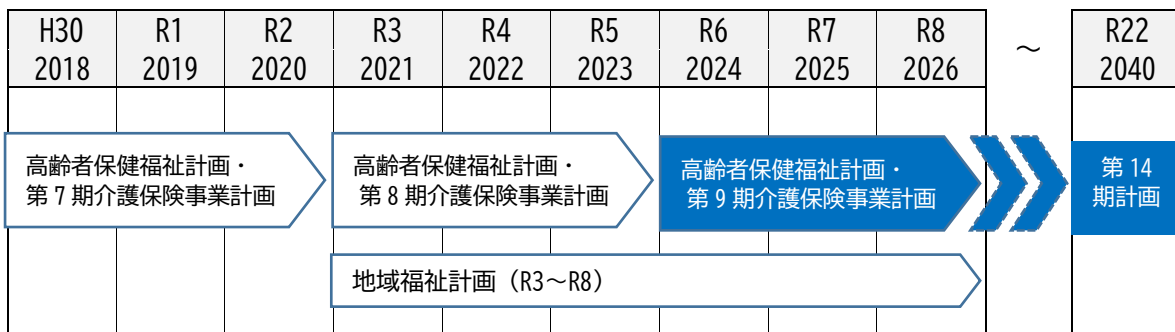 H30 R1 R2 R3 R4 R5 R6 R7 R8 ～ R22
2018 2019 2020 2021 2022 2023 2024 2025 2026 2040
高齢者保健福祉計画・
第７期介護保険事業計画
高齢者保健福祉計画・
第８期介護保険事業計画
高齢者保健福祉計画・
第９期介護保険事業計画
第 14
期計画
地域福祉計画（R3～R8）